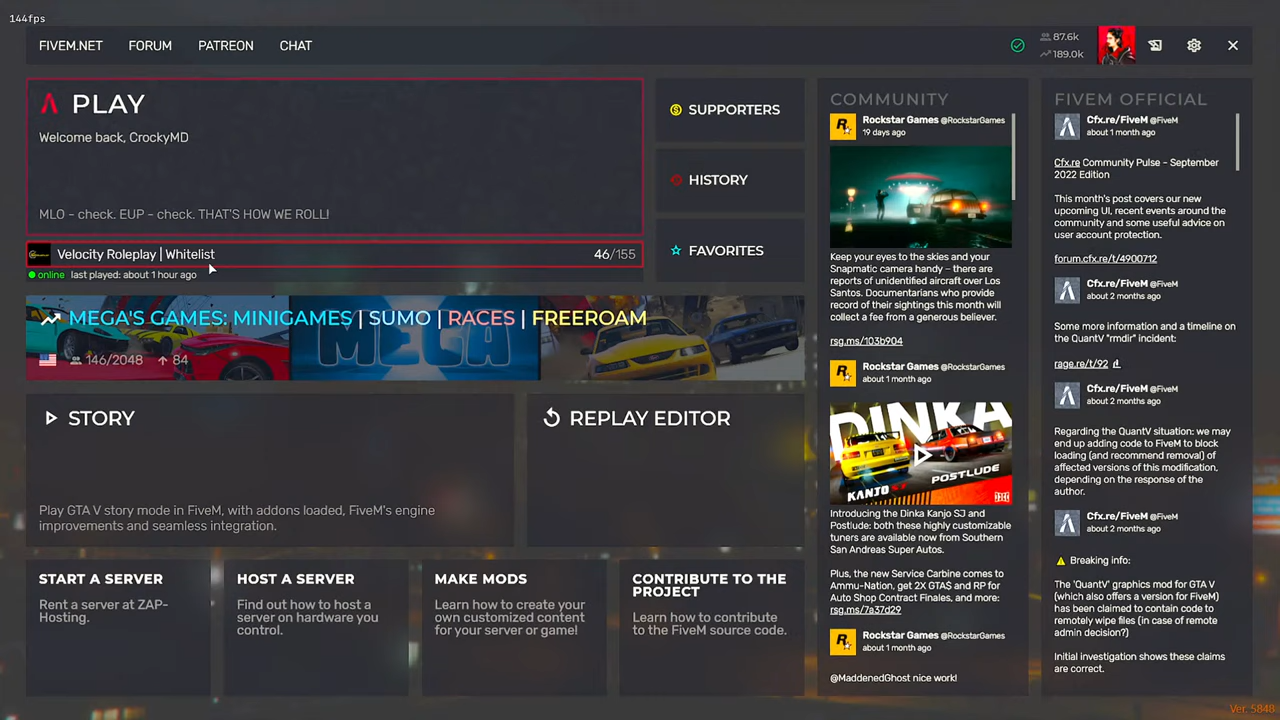 144fps
FIVEM.NET FORUM PATREON CHAT
87.6k
189.0k
PLAY
Welcome back, CrockyMD
MLO - check. EUP - check. THAT'S HOW WE ROLL!
Velocity Roleplay | Whitelist 46/155
online last played: about 1 hour ago
SUPPORTERS
HISTORY
FAVORITES
MEGA'S GAMES: MINIGAMES | SUMO | RACES | FREEROAM
MEGA
146/2048 84
STORY
Play GTA V story mode in FiveM, with addons loaded, FiveM's engine
improvements and seamless integration.
REPLAY EDITOR
START A SERVER
Rent a server at ZAP-
Hosting.
HOST A SERVER
Find out how to host a
server on hardware you
control.
MAKE MODS
Learn how to create your
own customized content
for your server or game!
CONTRIBUTE TO THE
PROJECT
Learn how to contribute
to the FiveM source code.
COMMUNITY
Rockstar Games @RockstarGames
19 days ago
Keep your eyes to the skies and your
Snapmatic camera handy – there are
reports of unidentified aircraft over Los
Santos. Documentarians who provide
record of their sightings this month will
collect a fee from a generous believer.
rsg.ms/103b904
Rockstar Games @RockstarGames
about 1 month ago
DINKA
KANJO SJ
POSTLUDE
Introducing the Dinka Kanjo SJ and
Postlude: both these highly customizable
tuners are available now from Southern
San Andreas Super Autos.
Plus, the new Service Carbine comes to
Ammu-Nation, get 2X GTA$ and RP for
Auto Shop Contract Finales, and more:
rsg.ms/7a37d29
Rockstar Games @RockstarGames
about 1 month ago
@MaddenedGhost nice work!
FIVEM OFFICIAL
Cfx.re/FiveM @FiveM
about 1 month ago
Cfx.re Community Pulse - September
2022 Edition
This month's post covers our new
upcoming UI, recent events around the
community and some useful advice on
user account protection.
forum.cfx.re/t/4900712
Cfx.re/FiveM @FiveM
about 2 months ago
Some more information and a timeline on
the QuantV "rmdir" incident:
rage.re/t/92
Cfx.re/FiveM @FiveM
about 2 months ago
Regarding the QuantV situation: we may
end up adding code to FiveM to block
loading (and recommend removal) of
affected versions of this modification,
depending on the response of the
author.
Cfx.re/FiveM @FiveM
about 2 months ago
Breaking info:
The 'QuantV' graphics mod for GTA V
(which also offers a version for FiveM)
has been claimed to contain code to
remotely wipe files (in case of remote
admin decision?)
Initial investigation shows these claims
are correct.
Ver. 5848